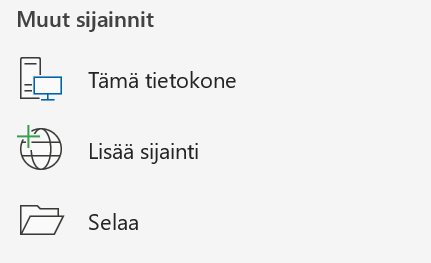 Muut sijainnit
Tämä tietokone
Lisää sijainti
Selaa